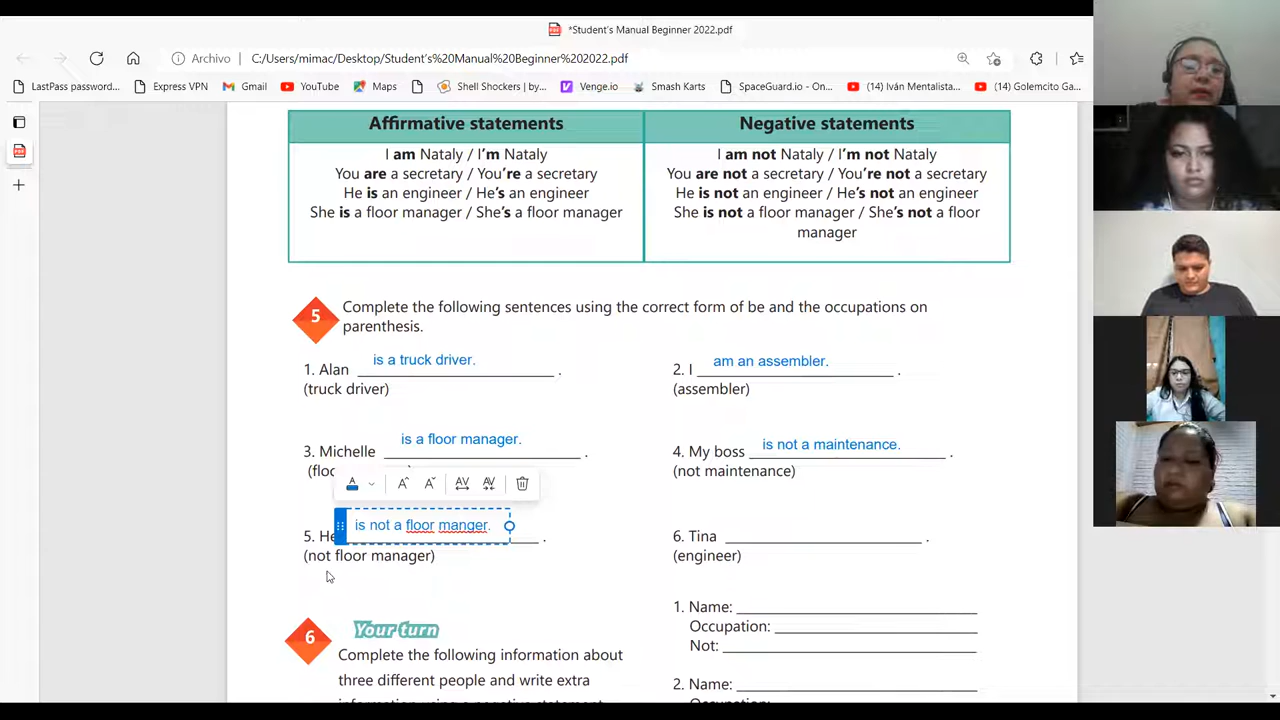 *Student's Manual Beginner 2022.pdf
Archivo C:/Users/mimac/Desktop/Student's%20Manual%20Beginner%202022.pdf
LastPass password... Express VPN Gmail YouTube Maps Shell Shockers | by... Venge.io Smash Karts SpaceGuard.io - On... (14) Iván Mentalista... (14) Golemcito Ga...
Affirmative statements Negative statements
I am Nataly / I'm Nataly I am not Nataly / I'm not Nataly
You are a secretary / You're a secretary You are not a secretary / You're not a secretary
He is an engineer / He's an engineer He is not an engineer / He's not an engineer
She is a floor manager / She's a floor manager She is not a floor manager / She's not a floor
manager
5 Complete the following sentences using the correct form of be and the occupations on
parenthesis.
1. Alan is a truck driver. . 2. I am an assembler. .
(truck driver) (assembler)
3. Michelle is a floor manager. . 4. My boss is not a maintenance. .
(not maintenance)
5. He is not a floor manger. . 6. Tina .
(not floor manager) (engineer)
6 Your turn
Complete the following information about
three different people and write extra
information using a negative statement
1. Name:
Occupation:
Not:
2. Name:
Occupation: